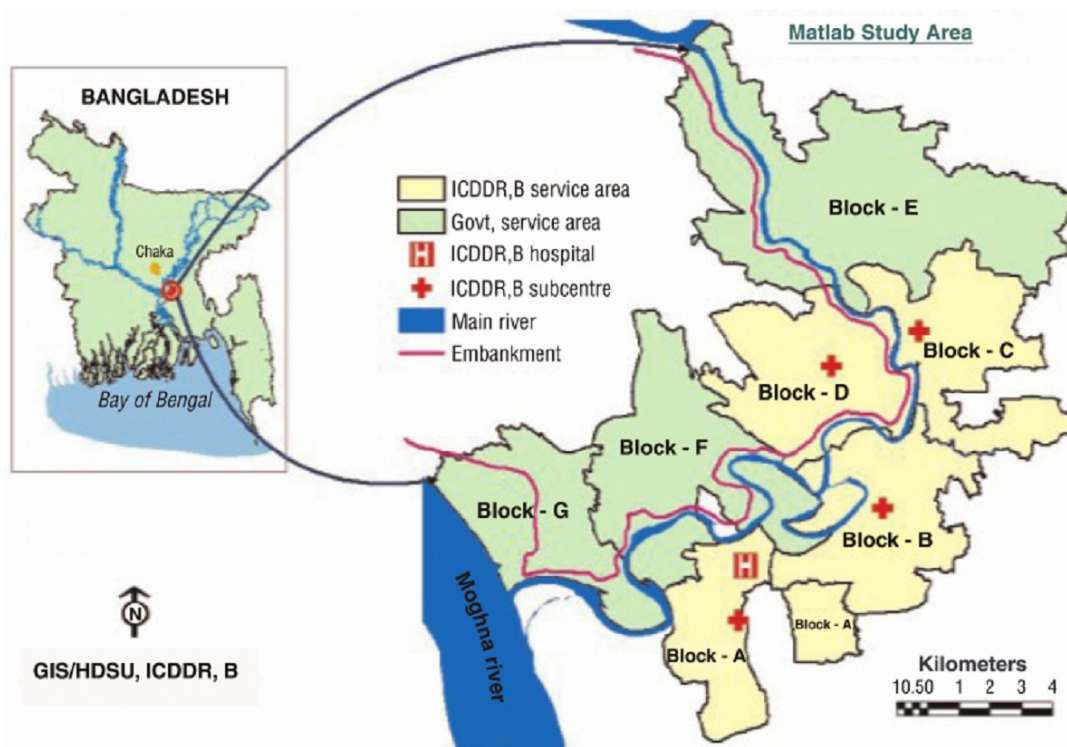 Matlab Study Area
BANGLADESH
Chaka
Bay of Bengal
ICDDR,B service area
Govt, service area
ICDDR,B hospital
ICDDR,B subcentre
Main river
Embankment
Block - E
Block - C
Block - D
Block - F
Block - G
Block - B
H
Block - A
Block - A
Moghna river
N
GIS/HDSU, ICDDR, B
Kilometers
10.50 1 2 3 4